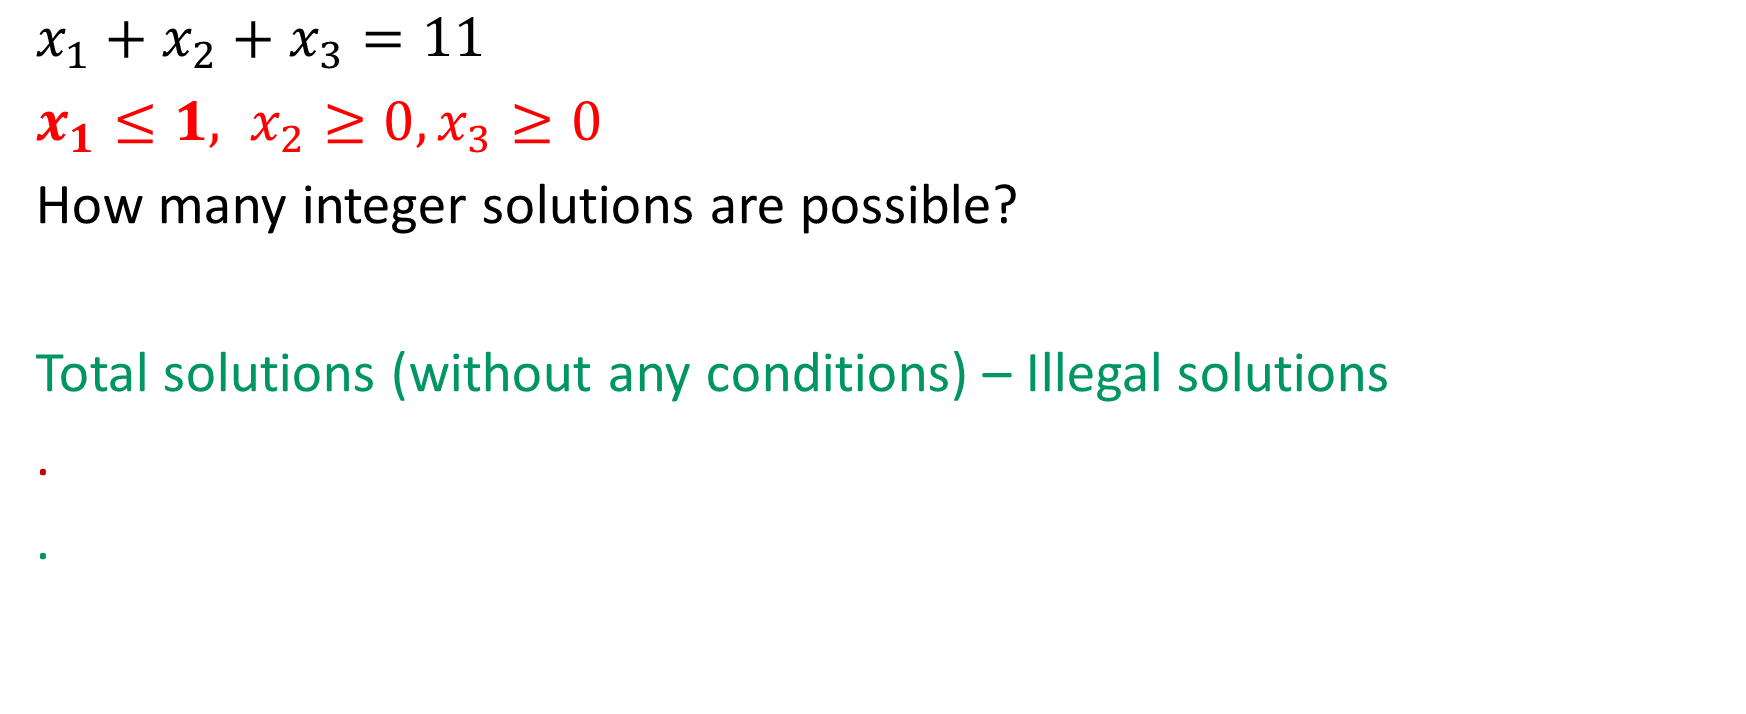 x₁ + x₂ + x₃ = 11
x₁ ≤ 1, x₂ ≥ 0, x₃ ≥ 0
How many integer solutions are possible?
Total solutions (without any conditions) – Illegal solutions
.
.